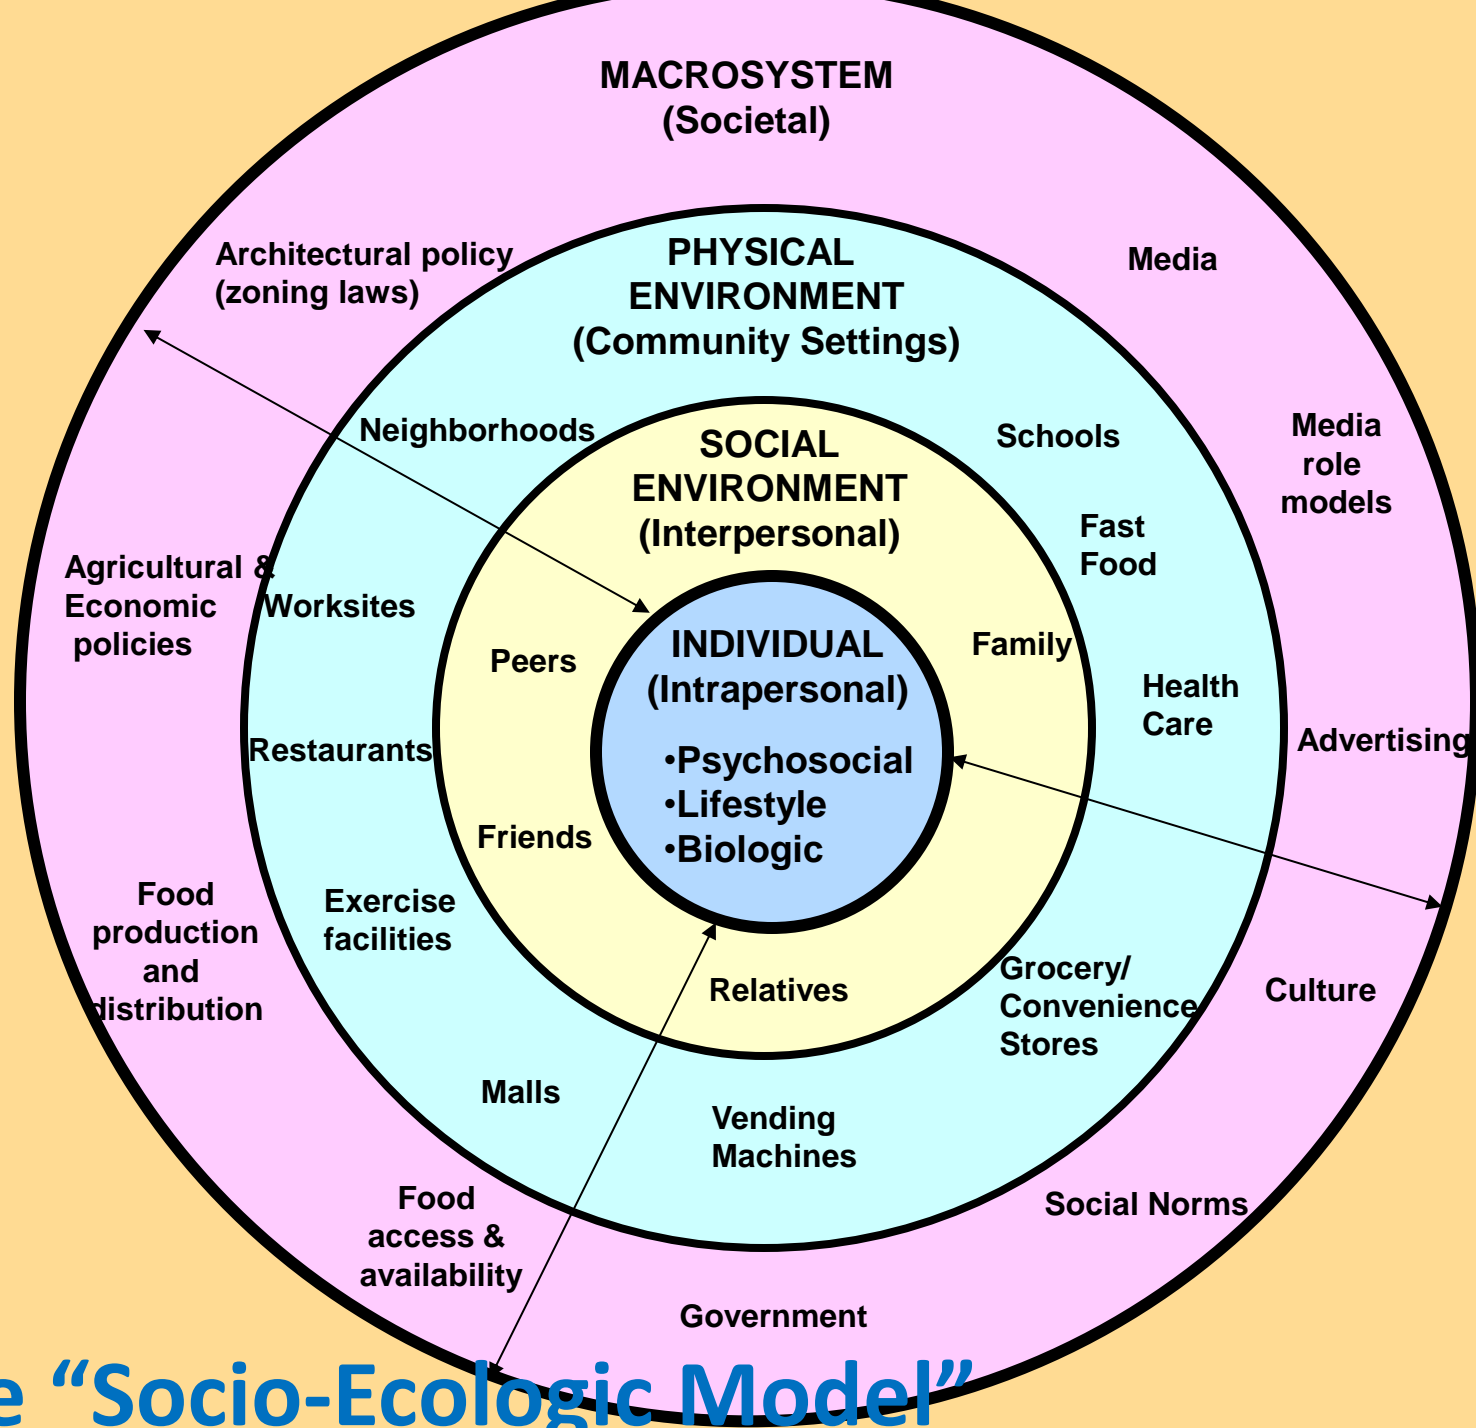 MACROSYSTEM
(Societal)
Architectural policy
(zoning laws)
Media
PHYSICAL
ENVIRONMENT
(Community Settings)
Neighborhoods
Schools
Media
role
models
SOCIAL
ENVIRONMENT
(Interpersonal)
Fast
Food
Agricultural &
Economic
policies
Worksites
Peers
Family
INDIVIDUAL
(Intrapersonal)
•Psychosocial
•Lifestyle
•Biologic
Health
Care
Restaurants
Advertising
Friends
Food
production
and
distribution
Exercise
facilities
Relatives
Grocery/
Convenience
Stores
Culture
Malls
Vending
Machines
Food
access &
availability
Social Norms
Government
“Socio-Ecologic Model”